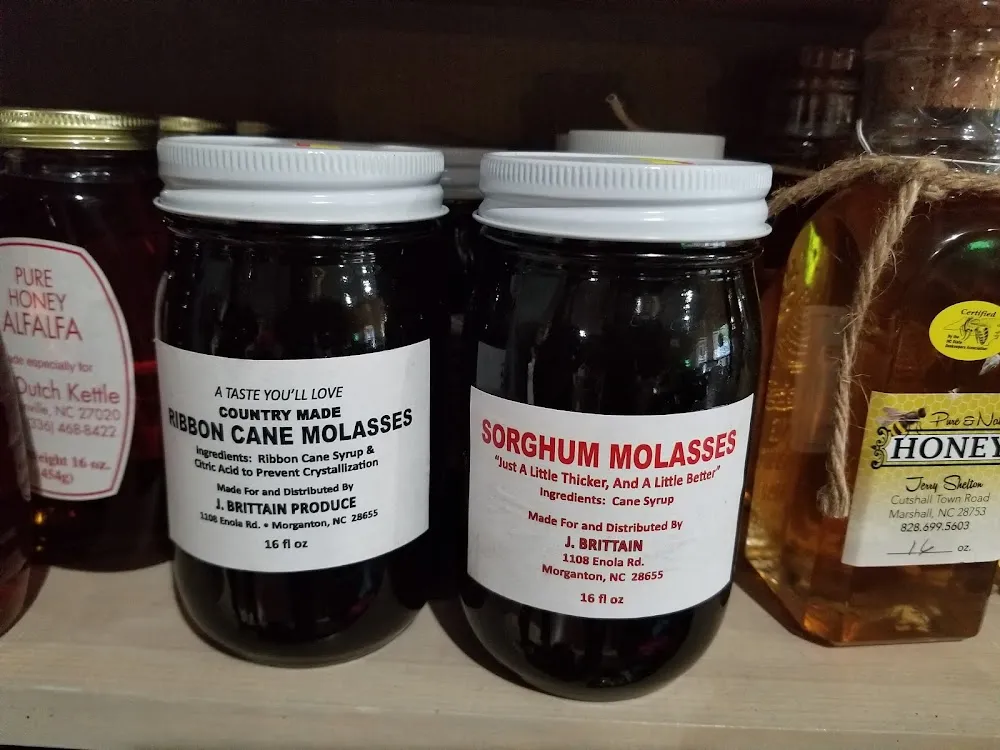 PURE
HONEY
ALFALFA
especially for
Dutch Kettle
NC 27020
336) 468-8422
16 oz.
454g)
A TASTE YOU'LL LOVE
COUNTRY MADE
RIBBON CANE MOLASSES
Ingredients: Ribbon Cane Syrup &
Citric Acid to Prevent Crystallization
Made For and Distributed By
J. BRITTAIN PRODUCE
1108 Enola Rd. • Morganton, NC 28655
16 fl oz
SORGHUM MOLASSES
"Just A Little Thicker, And A Little Better"
Ingredients: Cane Syrup
Made For and Distributed By
J. BRITTAIN
1108 Enola Rd.
Morganton, NC 28655
16 fl oz
Certified
Pure &
HONEY
Jerry Shelton
Cutshall Town Road
Marshall, NC 28753
828.699.5603
16 oz.